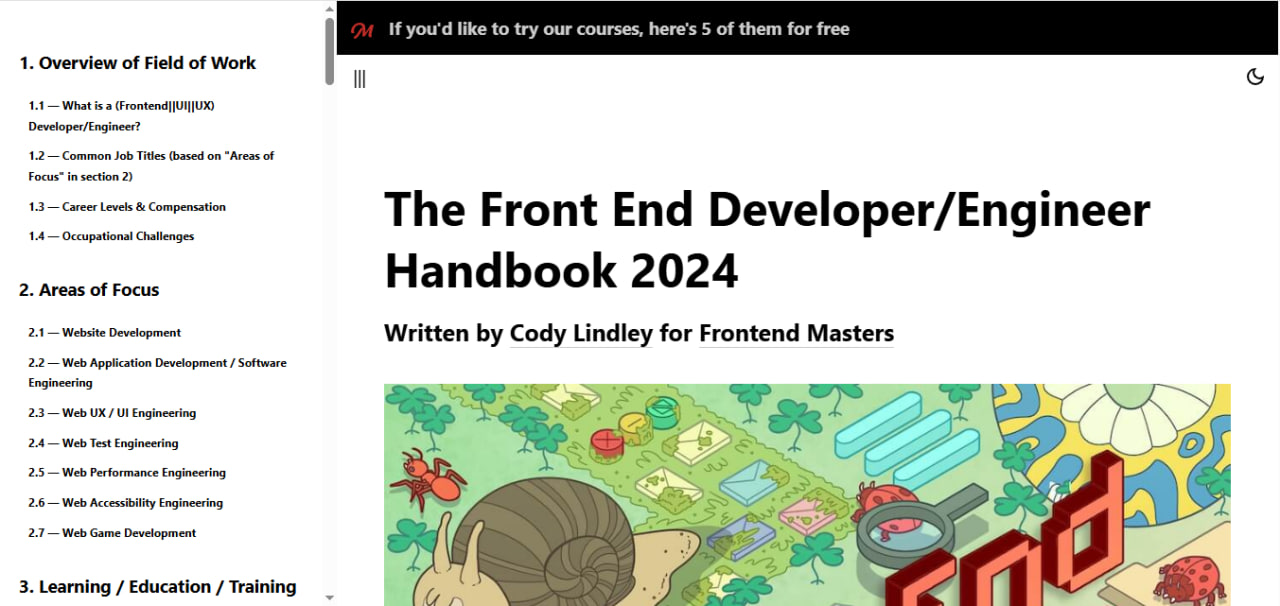 1. Overview of Field of Work
1.1 — What is a (Frontend||UI||UX)
Developer/Engineer?
1.2 — Common Job Titles (based on "Areas of
Focus" in section 2)
1.3 — Career Levels & Compensation
1.4 — Occupational Challenges
2. Areas of Focus
2.1 — Website Development
2.2 — Web Application Development / Software
Engineering
2.3 — Web UX / UI Engineering
2.4 — Web Test Engineering
2.5 — Web Performance Engineering
2.6 — Web Accessibility Engineering
2.7 — Web Game Development
3. Learning / Education / Training
If you'd like to try our courses, here's 5 of them for free
The Front End Developer/Engineer
Handbook 2024
Written by Cody Lindley for Frontend Masters
End